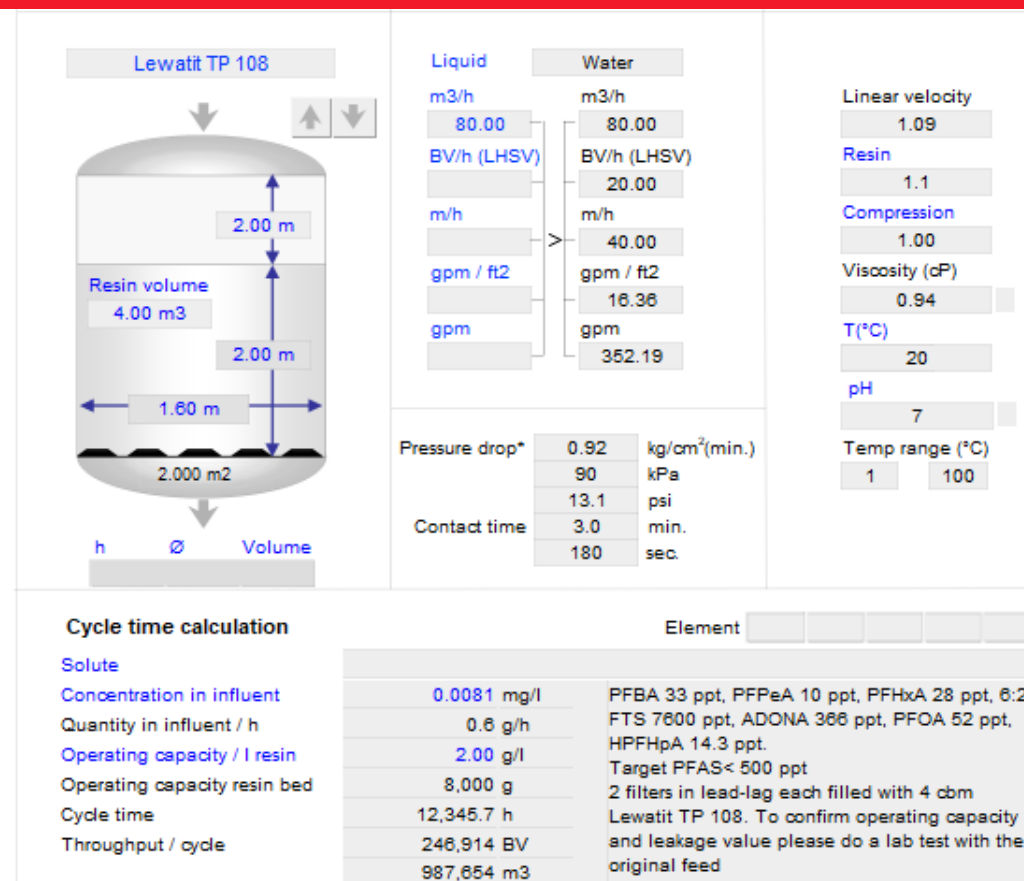 Lewatit TP 108
2.00 m
Resin volume
4.00 m3
2.00 m
1.60 m
2.000 m2
h Ø Volume
Liquid Water
m3/h m3/h
80.00 80.00
BV/h (LHSV) BV/h (LHSV)
20.00
m/h m/h
> 40.00
gpm / ft2 gpm / ft2
16.36
gpm gpm
352.19
Pressure drop* 0.92 kg/cm²(min.)
90 kPa
13.1 psi
Contact time 3.0 min.
180 sec.
Linear velocity
1.09
Resin
1.1
Compression
1.00
Viscosity (cP)
0.94
T(°C)
20
pH
7
Temp range (°C)
1 100
Cycle time calculation Element
Solute
Concentration in influent 0.0081 mg/l
Quantity in influent / h 0.6 g/h
Operating capacity / l resin 2.00 g/l
Operating capacity resin bed 8,000 g
Cycle time 12,345.7 h
Throughput / cycle 246,914 BV
987,654 m3
PFBA 33 ppt, PFPeA 10 ppt, PFHxA 28 ppt, 6:2
FTS 7600 ppt, ADONA 366 ppt, PFOA 52 ppt,
HPFHpA 14.3 ppt.
Target PFAS< 500 ppt
2 filters in lead-lag each filled with 4 cbm
Lewatit TP 108. To confirm operating capacity
and leakage value please do a lab test with the
original feed